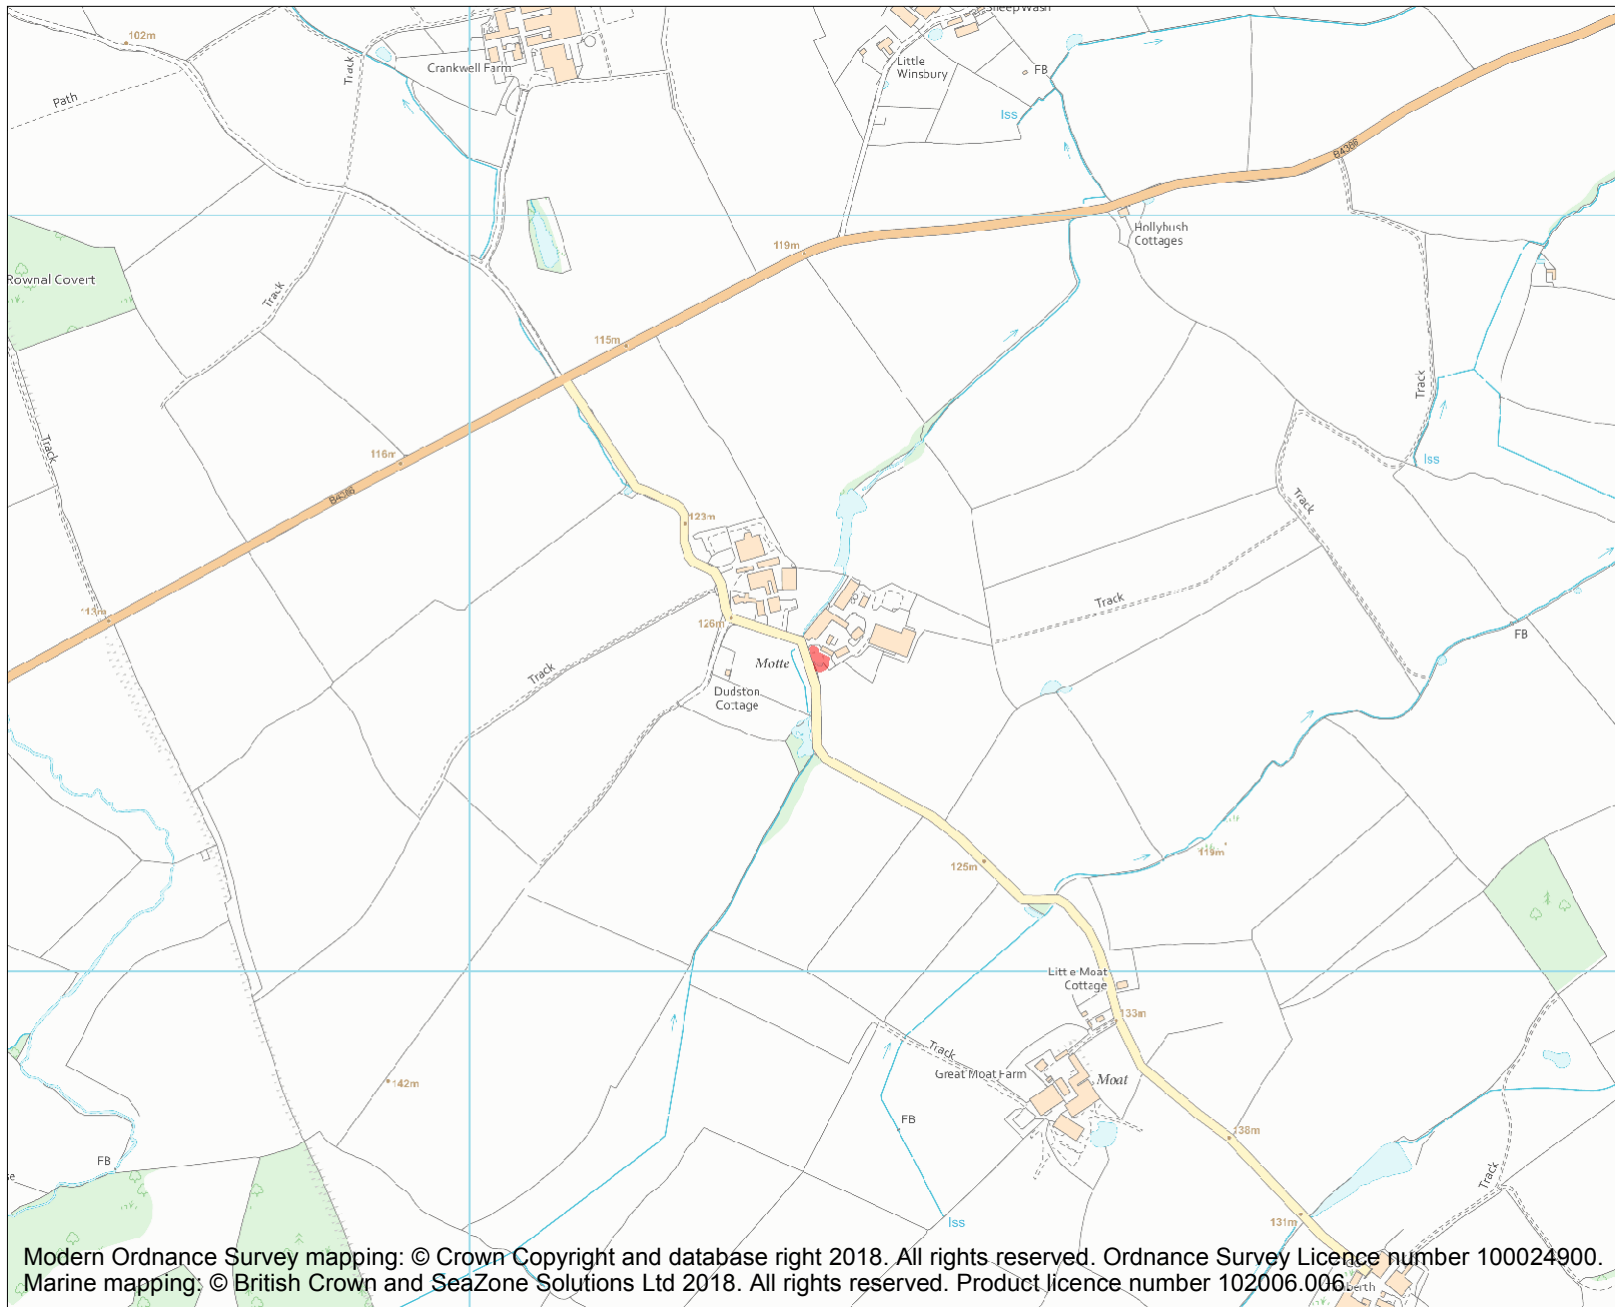 SheepWash
102m
Track
Crankwell Farm
Little
Winsbury
FB
Path
Iss
B4386
Hollybush
Cottages
119m
Rownal Covert
Track
115m
Track
Track
116m
Iss
B4386
Track
123m
Track
113m
126m
FB
Motte
Track
Dudston
Cottage
125m
119m
Little Moat
Cottage
133m
Track
Great Moat Farm
Moat
142m
FB
138m
FB
Track
131m
Iss
Modern Ordnance Survey mapping: © Crown Copyright and database right 2018. All rights reserved. Ordnance Survey Licence number 100024900.
Marine mapping: © British Crown and SeaZone Solutions Ltd 2018. All rights reserved. Product licence number 102006.006.